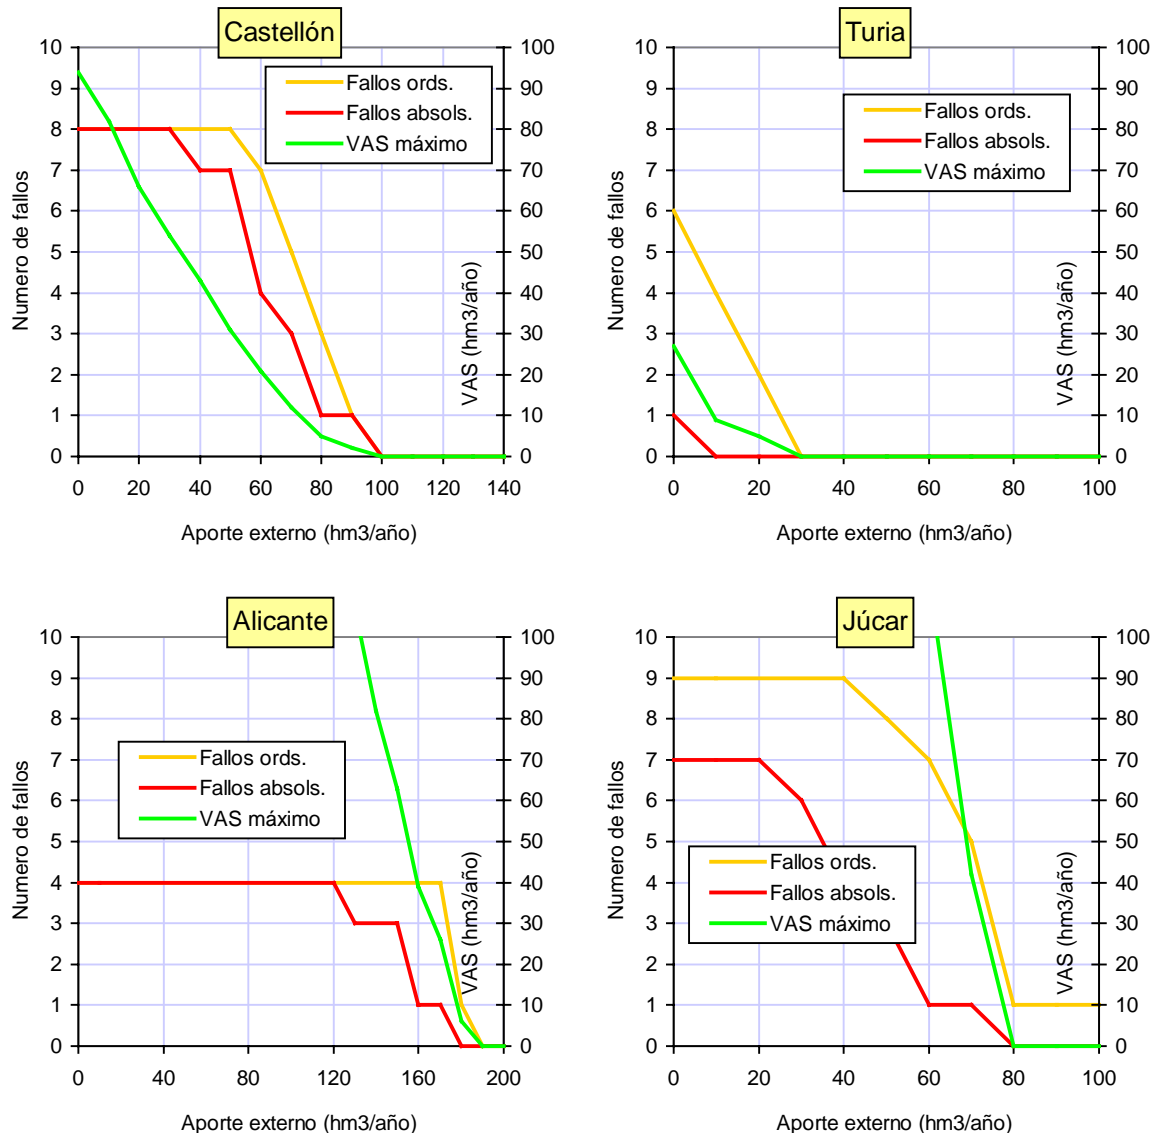 Castellón
10
9
8
7
6
5
4
3
2
1
0
Numero de fallos
Fallos ords.
Fallos absols.
VAS máximo
100
90
80
70
60
50
40
30
20
10
0
VAS (hm3/año)
0 20 40 60 80 100 120 140
Aporte externo (hm3/año)
Turia
10
9
8
7
6
5
4
3
2
1
0
Numero de fallos
Fallos ords.
Fallos absols.
VAS máximo
100
90
80
70
60
50
40
30
20
10
0
VAS (hm3/año)
0 20 40 60 80 100
Aporte externo (hm3/año)
Alicante
10
9
8
7
6
5
4
3
2
1
0
Numero de fallos
Fallos ords.
Fallos absols.
VAS máximo
100
90
80
70
60
50
40
30
20
10
0
VAS (hm3/año)
0 40 80 120 160 200
Aporte externo (hm3/año)
Júcar
10
9
8
7
6
5
4
3
2
1
0
Numero de fallos
Fallos ords.
Fallos absols.
VAS máximo
100
90
80
70
60
50
40
30
20
10
0
VAS (hm3/año)
0 20 40 60 80 100
Aporte externo (hm3/año)